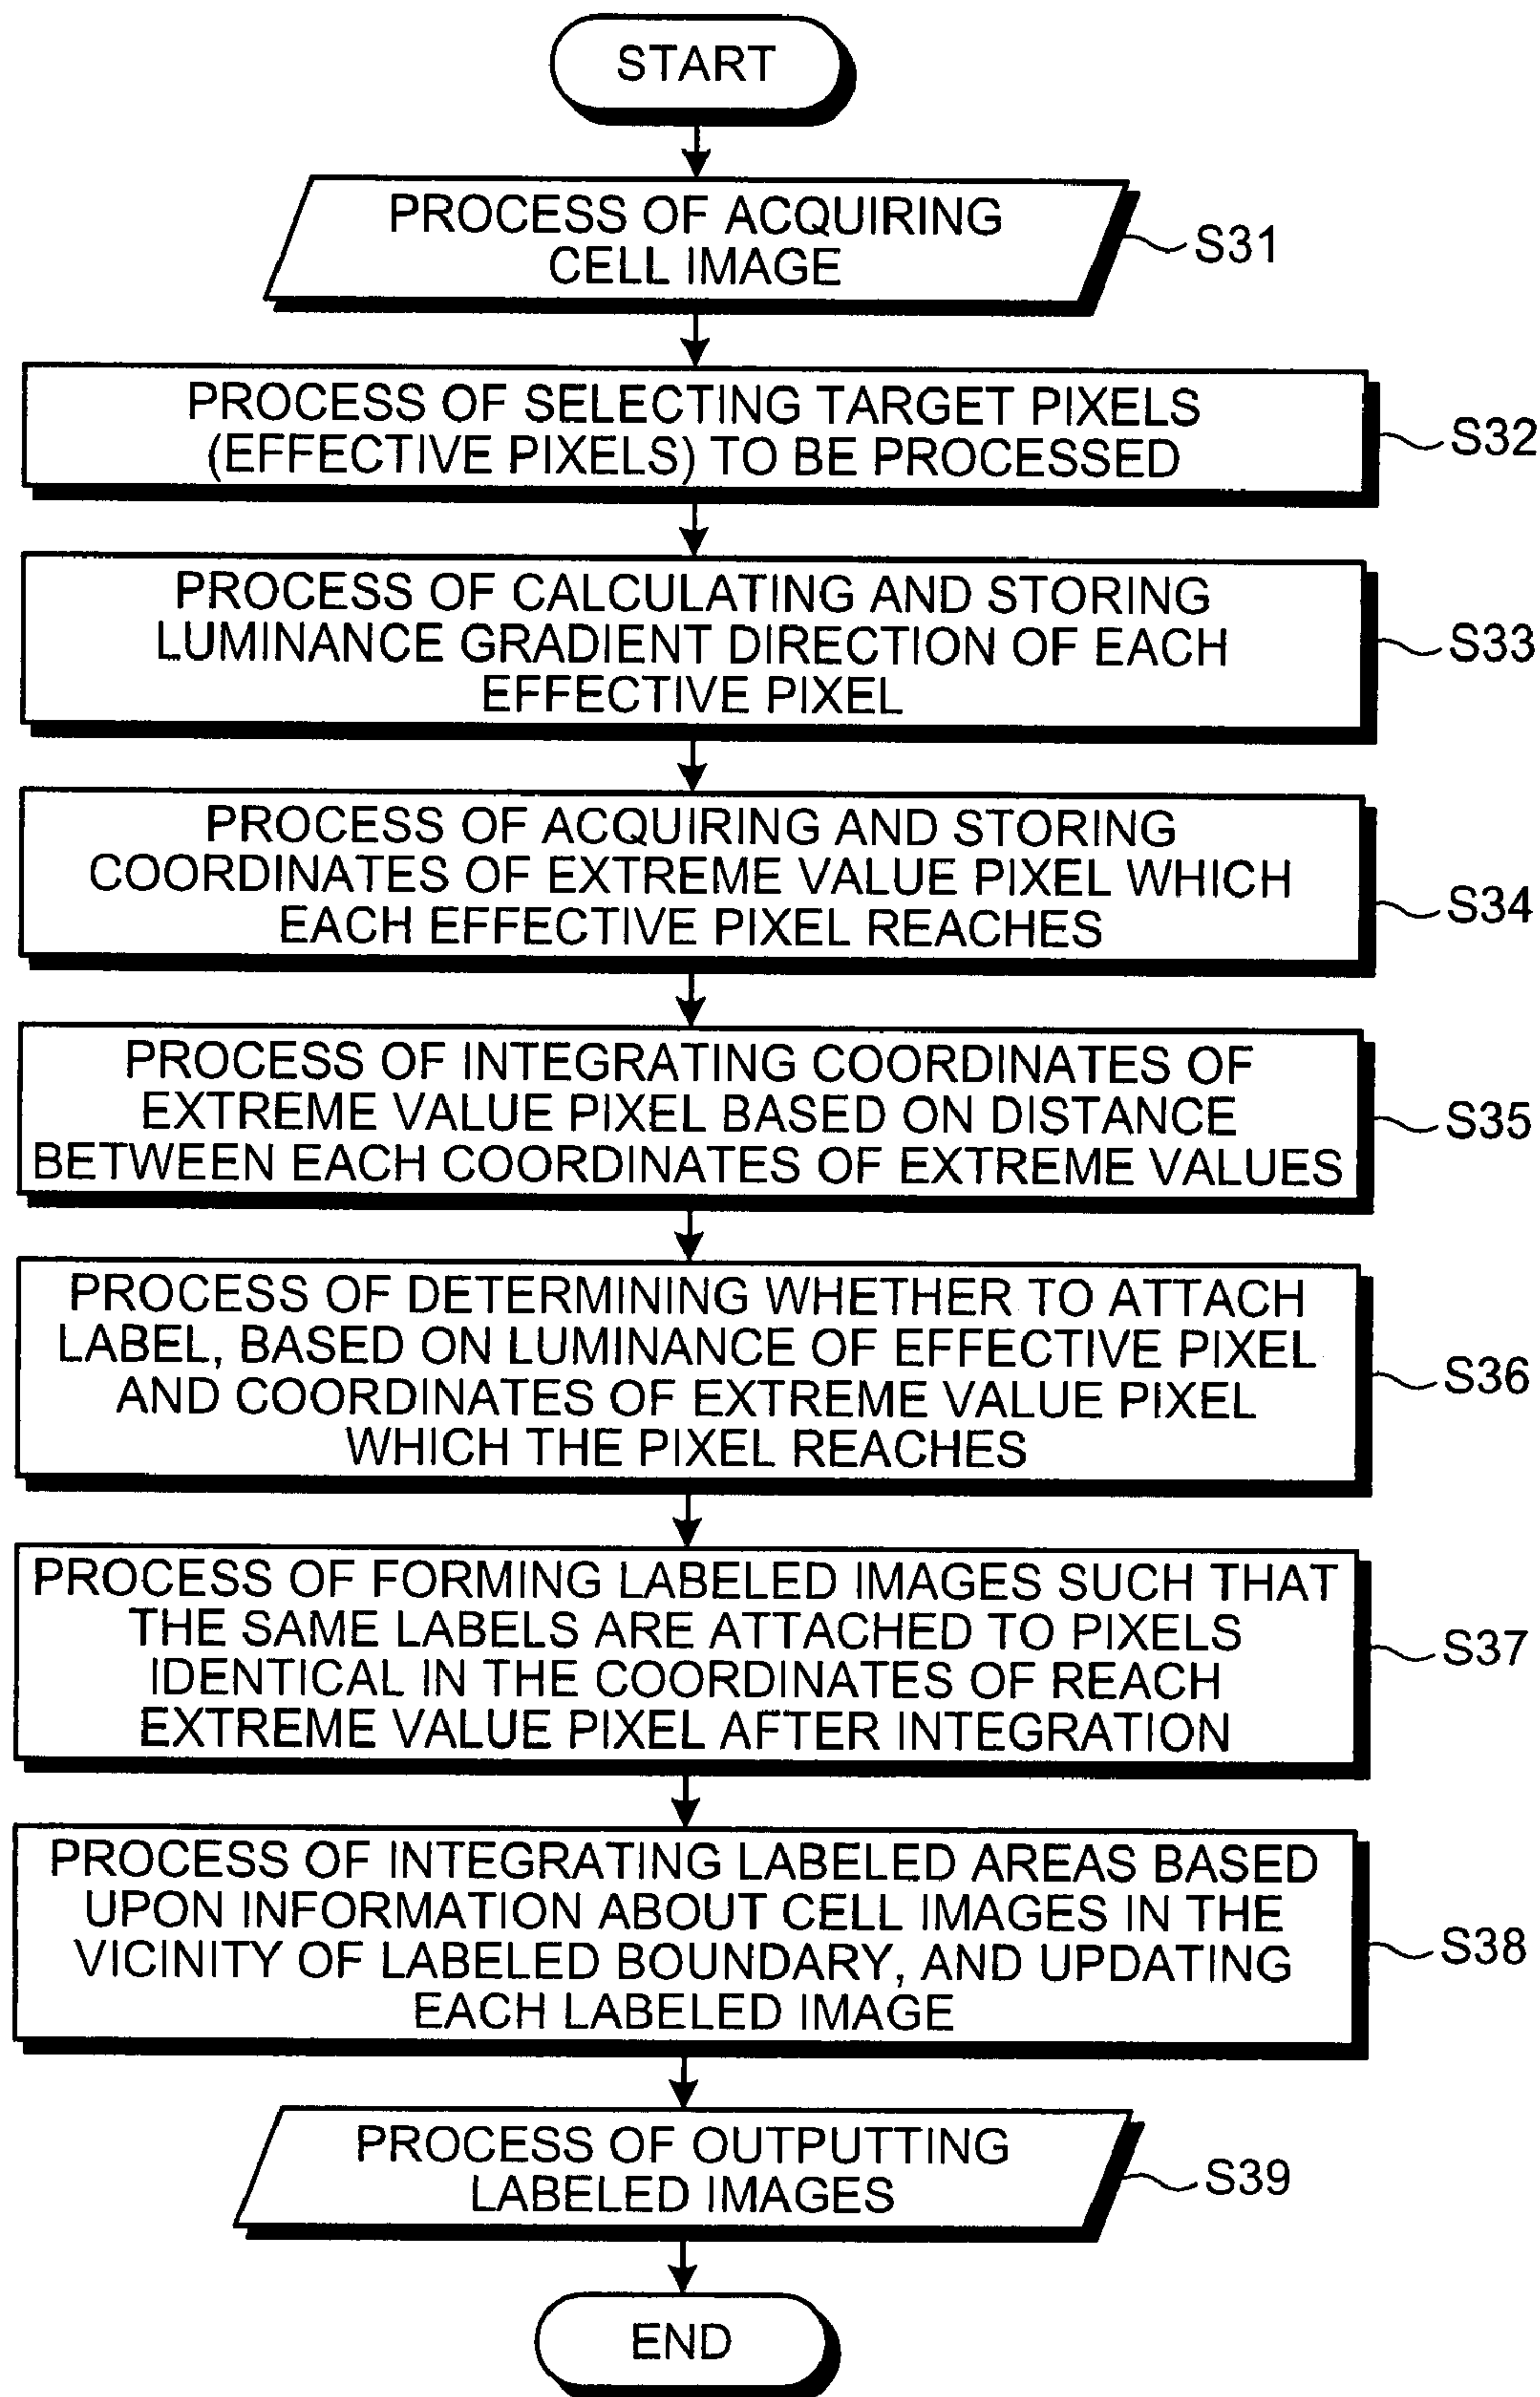 START
PROCESS OF ACQUIRING
CELL IMAGE
S31
PROCESS OF SELECTING TARGET PIXELS
(EFFECTIVE PIXELS) TO BE PROCESSED
S32
PROCESS OF CALCULATING AND STORING
LUMINANCE GRADIENT DIRECTION OF EACH
EFFECTIVE PIXEL
S33
PROCESS OF ACQUIRING AND STORING
COORDINATES OF EXTREME VALUE PIXEL WHICH
EACH EFFECTIVE PIXEL REACHES
S34
PROCESS OF INTEGRATING COORDINATES OF
EXTREME VALUE PIXEL BASED ON DISTANCE
BETWEEN EACH COORDINATES OF EXTREME VALUES
S35
PROCESS OF DETERMINING WHETHER TO ATTACH
LABEL, BASED ON LUMINANCE OF EFFECTIVE PIXEL
AND COORDINATES OF EXTREME VALUE PIXEL
WHICH THE PIXEL REACHES
S36
PROCESS OF FORMING LABELED IMAGES SUCH THAT
THE SAME LABELS ARE ATTACHED TO PIXELS
IDENTICAL IN THE COORDINATES OF REACH
EXTREME VALUE PIXEL AFTER INTEGRATION
S37
PROCESS OF INTEGRATING LABELED AREAS BASED
UPON INFORMATION ABOUT CELL IMAGES IN THE
VICINITY OF LABELED BOUNDARY, AND UPDATING
EACH LABELED IMAGE
S38
PROCESS OF OUTPUTTING
LABELED IMAGES
S39
END